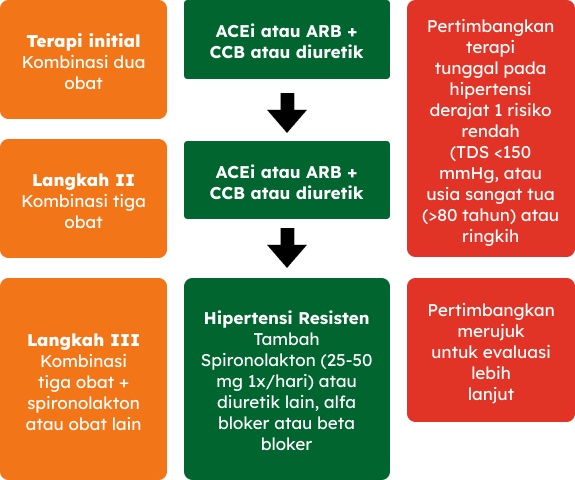 Terapi initial
Kombinasi dua
obat
ACEi atau ARB +
CCB atau diuretik
Pertimbangkan
terapi
tunggal pada
hipertensi
derajat 1 risiko
rendah
(TDS <150
mmHg, atau
usia sangat tua
(>80 tahun) atau
ringkih
Langkah II
Kombinasi tiga
obat
ACEi atau ARB +
CCB atau diuretik
Langkah III
Kombinasi
tiga obat +
spironolakton
atau obat lain
Hipertensi Resisten
Tambah
Spironolakton (25-50
mg 1x/hari) atau
diuretik lain, alfa
bloker atau beta
bloker
Pertimbangkan
merujuk
untuk evaluasi
lebih
lanjut